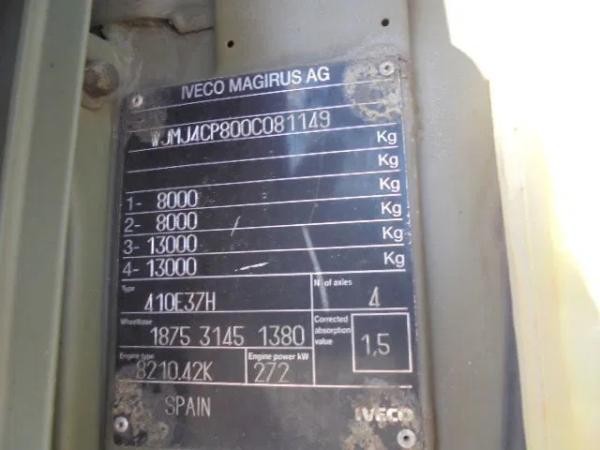 IVECO MAGIRUS AG
WJMJ4CP800C081149
Kg
Kg
Kg
1- 8000 Kg
2- 8000 Kg
3- 13000 Kg
4- 13000
Type N. of axles
410E37H 4
Wheelbase Corrected absorption value
1875 3145 1380 1,5
Engine type Engine power kW
8210.42K 272
SPAIN IVECO